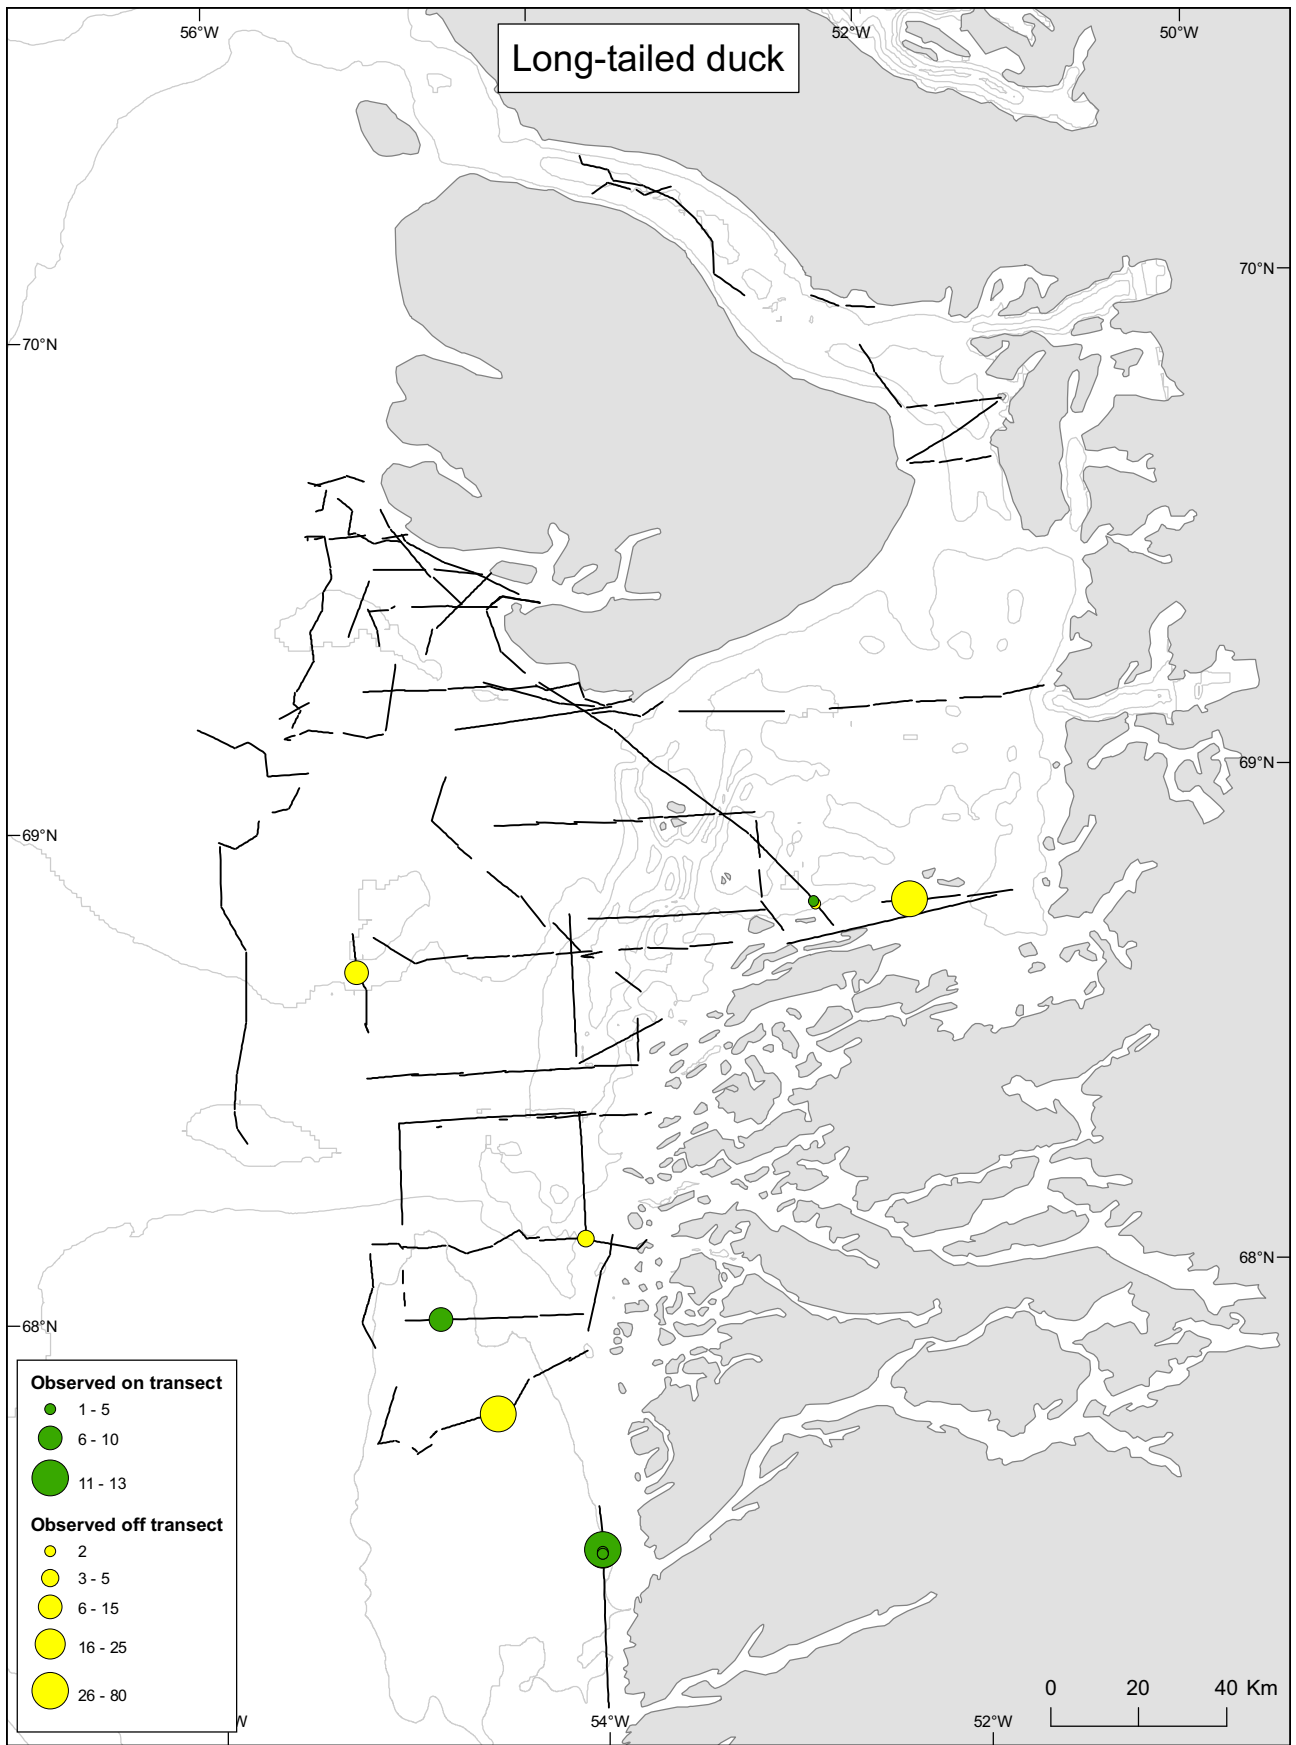 56°W
52°W
50°W
Long-tailed duck
70°N
70°N
69°N
69°N
68°N
68°N
Observed on transect
1 - 5
6 - 10
11 - 13
Observed off transect
2
3 - 5
6 - 15
16 - 25
26 - 80
0 20 40 Km
W
54°W
52°W